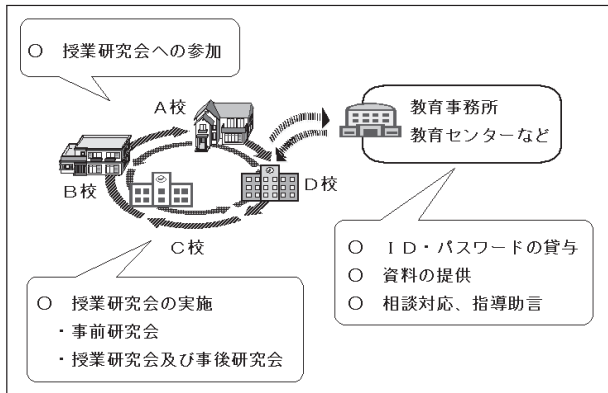 ○ 授業研究会への参加
A校
教育事務所
教育センターなど
B校
D校
C校
○ ID・パスワードの貸与
○ 資料の提供
○ 相談対応、指導助言
○ 授業研究会の実施
・事前研究会
・授業研究会及び事後研究会